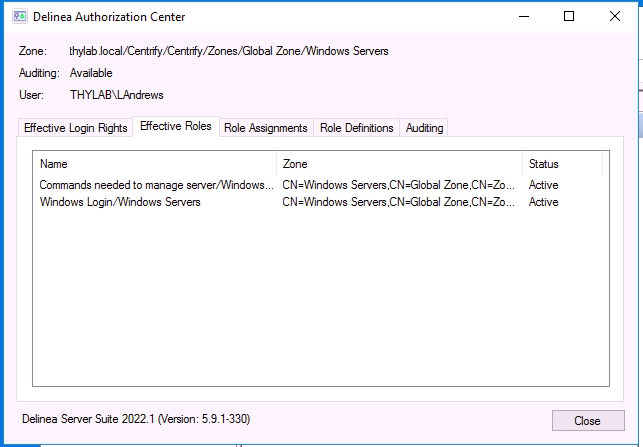 Delinea Authorization Center
Zone: thylab.local/Centrify/Centrify/Zones/Global Zone/Windows Servers
Auditing: Available
User: THYLAB\LAndrews
Effective Login Rights Effective Roles Role Assignments Role Definitions Auditing
Name Zone Status
Commands needed to manage server/Windows... CN=Windows Servers,CN=Global Zone,CN=Zo... Active
Windows Login/Windows Servers CN=Windows Servers,CN=Global Zone,CN=Zo... Active
Delinea Server Suite 2022.1 (Version: 5.9.1-330)
Close